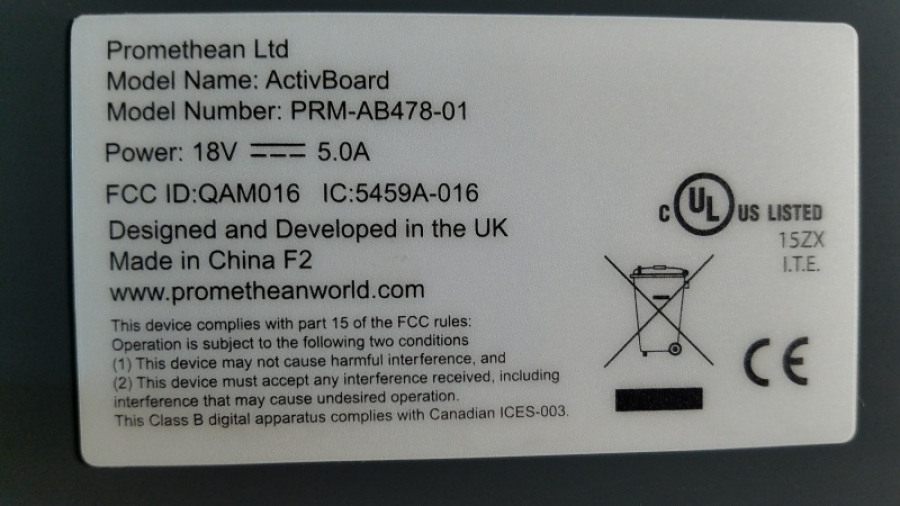 Promethean Ltd
Model Name: ActivBoard
Model Number: PRM-AB478-01
Power: 18V 5.0A
FCC ID:QAM016 IC:5459A-016
Designed and Developed in the UK
Made in China F2
www.prometheanworld.com
This device complies with part 15 of the FCC rules:
Operation is subject to the following two conditions
(1) This device may not cause harmful interference, and
(2) This device must accept any interference received, including
interference that may cause undesired operation.
This Class B digital apparatus complies with Canadian ICES-003.
C UL US LISTED
15ZX
I.T.E.
CE